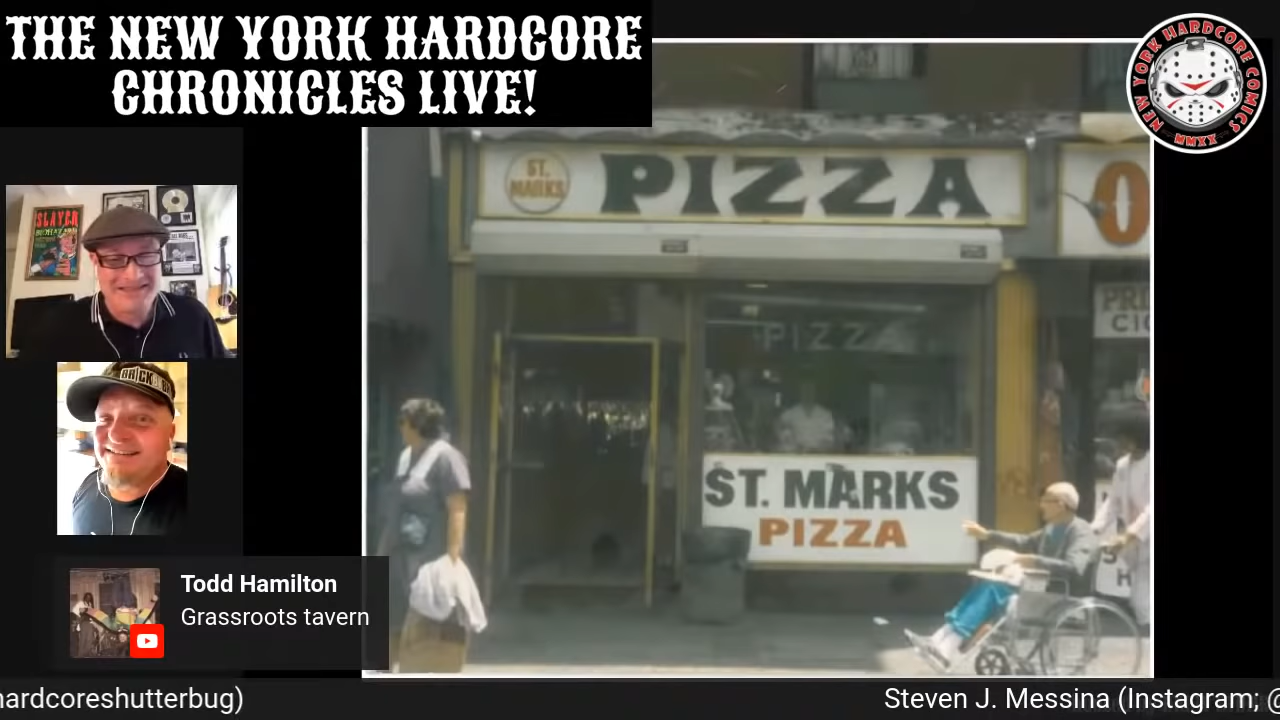 THE NEW YORK HARDCORE
CHRONICLES LIVE!
NEW YORK HARDCORE COMICS
MMXX
ST.
MARKS
PIZZA
PIZZA
ST. MARKS
PIZZA
SLAYER
Todd Hamilton
Grassroots tavern
hardcoreshutterbug)
Steven J. Messina (Instagram; @